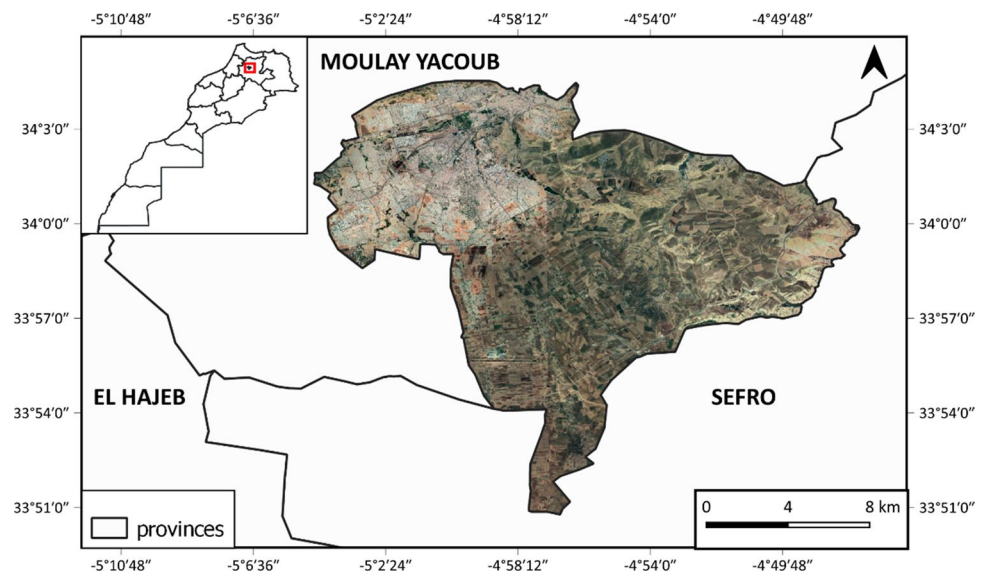 -5°10'48" -5°6'36" -5°2'24" -4°58'12" -4°54'0" -4°49'48"
MOULAY YACOUB
34°3'0" 34°3'0"
34°0'0" 34°0'0"
33°57'0" 33°57'0"
EL HAJEB SEFRO
33°54'0" 33°54'0"
0 4 8 km
33°51'0" 33°51'0"
provinces
-5°10'48" -5°6'36" -5°2'24" -4°58'12" -4°54'0" -4°49'48"